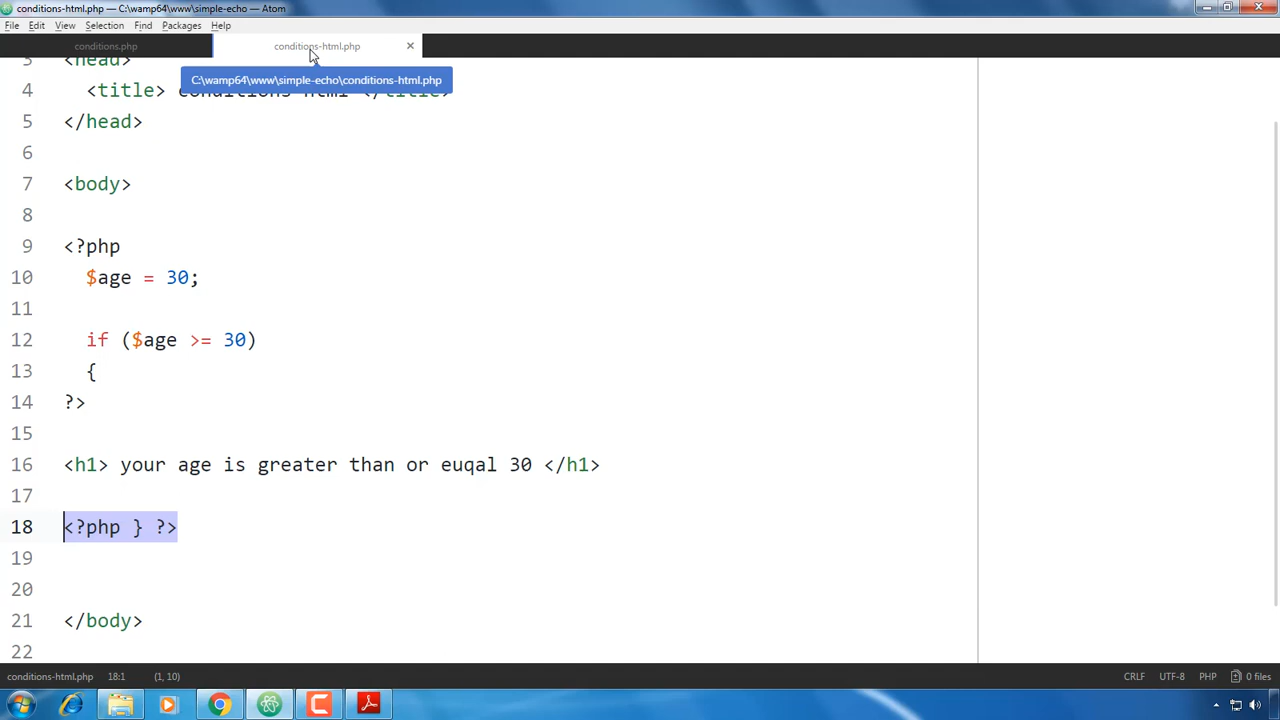 conditions-html.php — C:\wamp64\www\simple-echo — Atom
File Edit View Selection Find Packages Help
conditions.php conditions-html.php
C:\wamp64\www\simple-echo\conditions-html.php
3 <head>
4 <title> conditions html </title>
5 </head>
6
7 <body>
8
9 <?php
10 $age = 30;
11
12 if ($age >= 30)
13 {
14 ?>
15
16 <h1> your age is greater than or euqal 30 </h1>
17
18 <?php } ?>
19
20
21 </body>
22
conditions-html.php 18:1 (1, 10) CRLF UTF-8 PHP 0 files